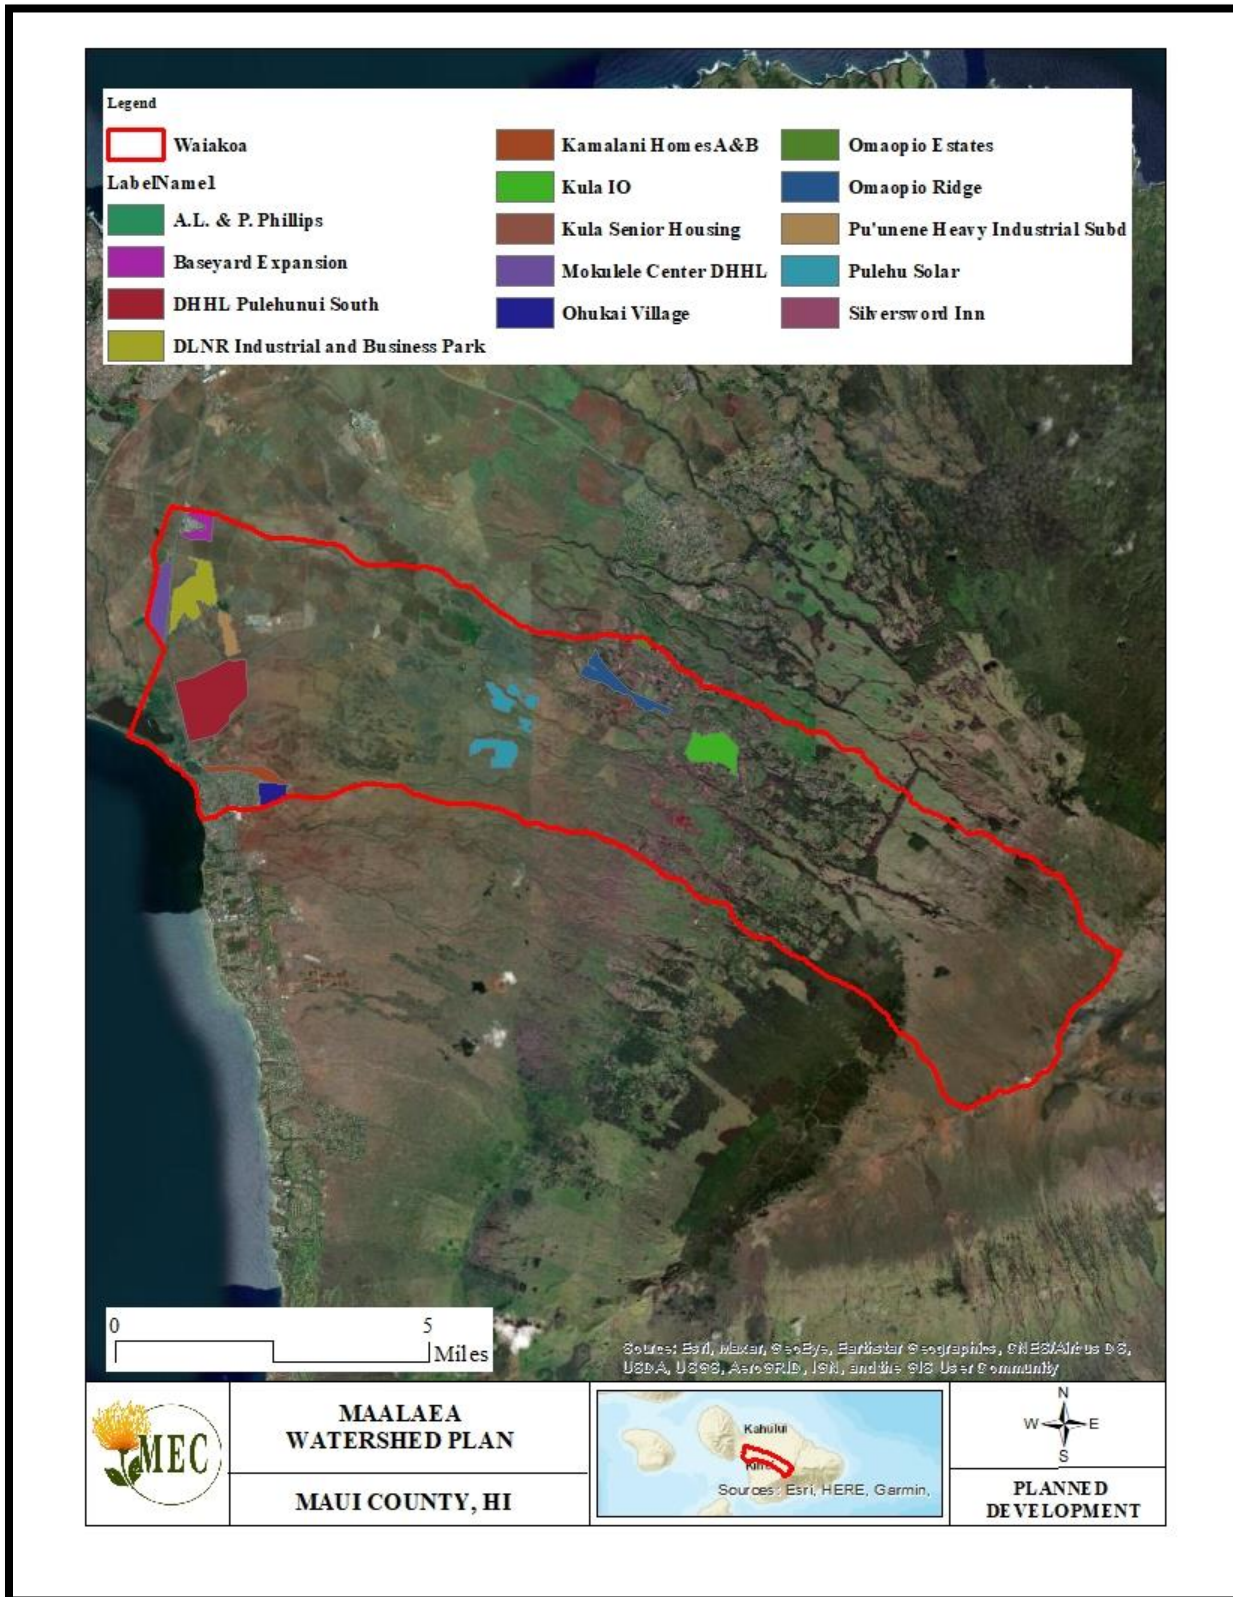 Legend
Waiakoa
LabelName1
A.L. & P. Phillips
Baseyard Expansion
DHHL Pulehunui South
DLNR Industrial and Business Park
Kamalani Homes A&B
Kula IO
Kula Senior Housing
Mokulele Center DHHL
Ohukai Village
Omaopio Estates
Omaopio Ridge
Pu'unene Heavy Industrial Subd
Pulehu Solar
Silversword Inn
0 5
Miles
Source: Esri, Maxar, GeoEye, Earthstar Geographics, CNES/Airbus DS,
USDA, USGS, AeroGRID, IGN, and the GIS User Community
MEC
MAALAEA
WATERSHED PLAN
MAUI COUNTY, HI
Kahului
Sources: Esri, HERE, Garmin,
N
W E
S
PLANNED
DEVELOPMENT